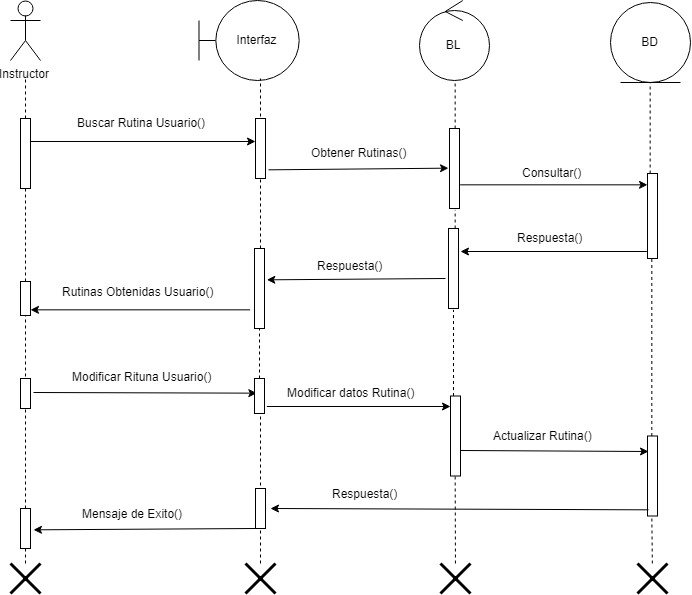 Instructor
Interfaz
BL
BD
Buscar Rutina Usuario()
Obtener Rutinas()
Consultar()
Respuesta()
Respuesta()
Rutinas Obtenidas Usuario()
Modificar Rituna Usuario()
Modificar datos Rutina()
Actualizar Rutina()
Respuesta()
Mensaje de Exito()